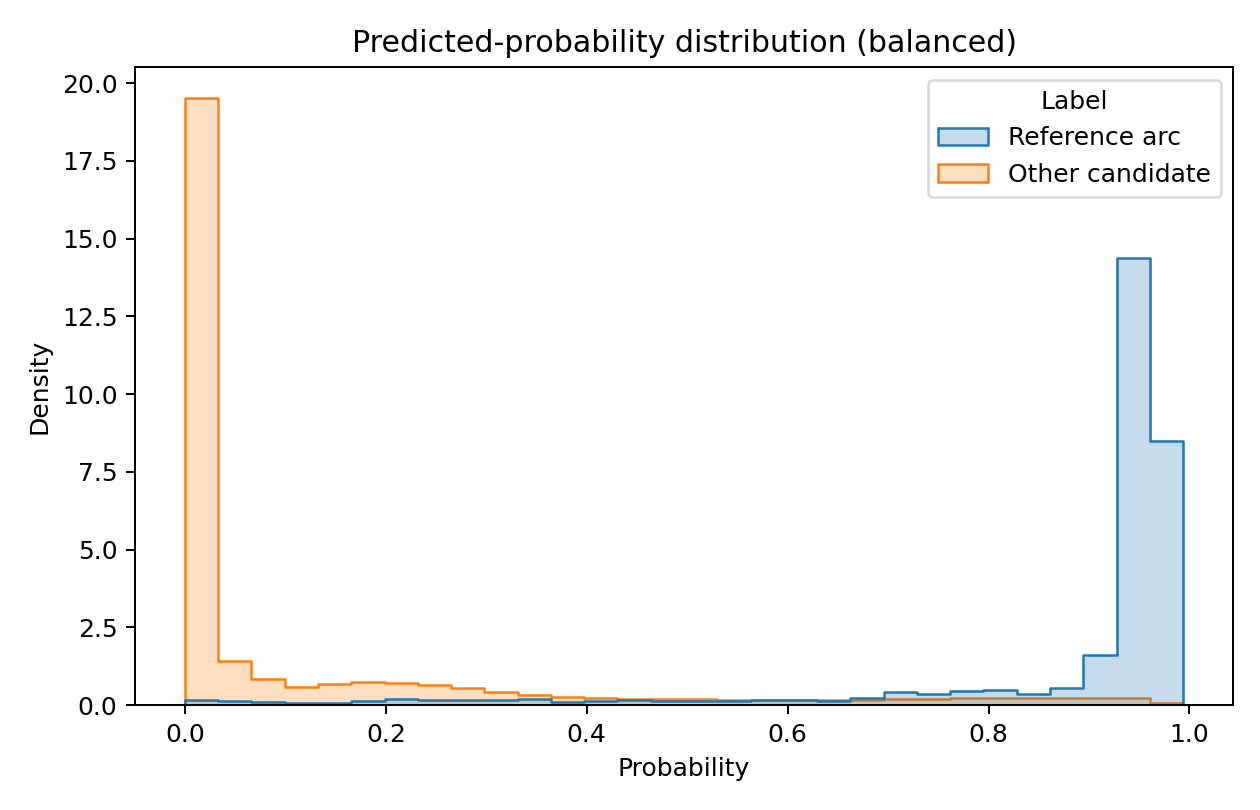 Predicted-probability distribution (balanced)
Label
Reference arc
Other candidate
Density
20.0
17.5
15.0
12.5
10.0
7.5
5.0
2.5
0.0
0.0 0.2 0.4 0.6 0.8 1.0
Probability